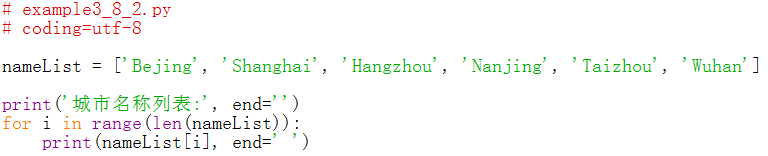 # example3_8_2.py
# coding=utf-8
nameList = ['Bejing', 'Shanghai', 'Hangzhou', 'Nanjing', 'Taizhou', 'Wuhan']
print('城市名称列表:', end='')
for i in range(len(nameList)):
    print(nameList[i], end=' ')